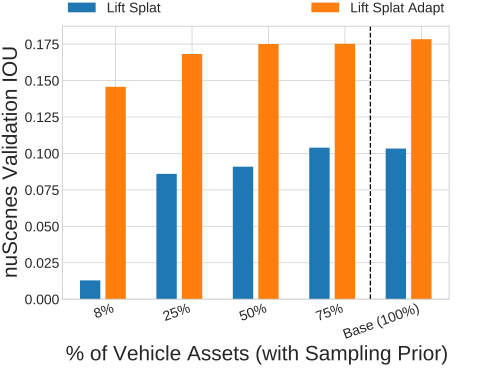 Lift Splat
Lift Splat Adapt
nuScenes Validation IOU
0.175
0.150
0.125
0.100
0.075
0.050
0.025
0.000
8%
25%
50%
75%
Base (100%)
% of Vehicle Assets (with Sampling Prior)